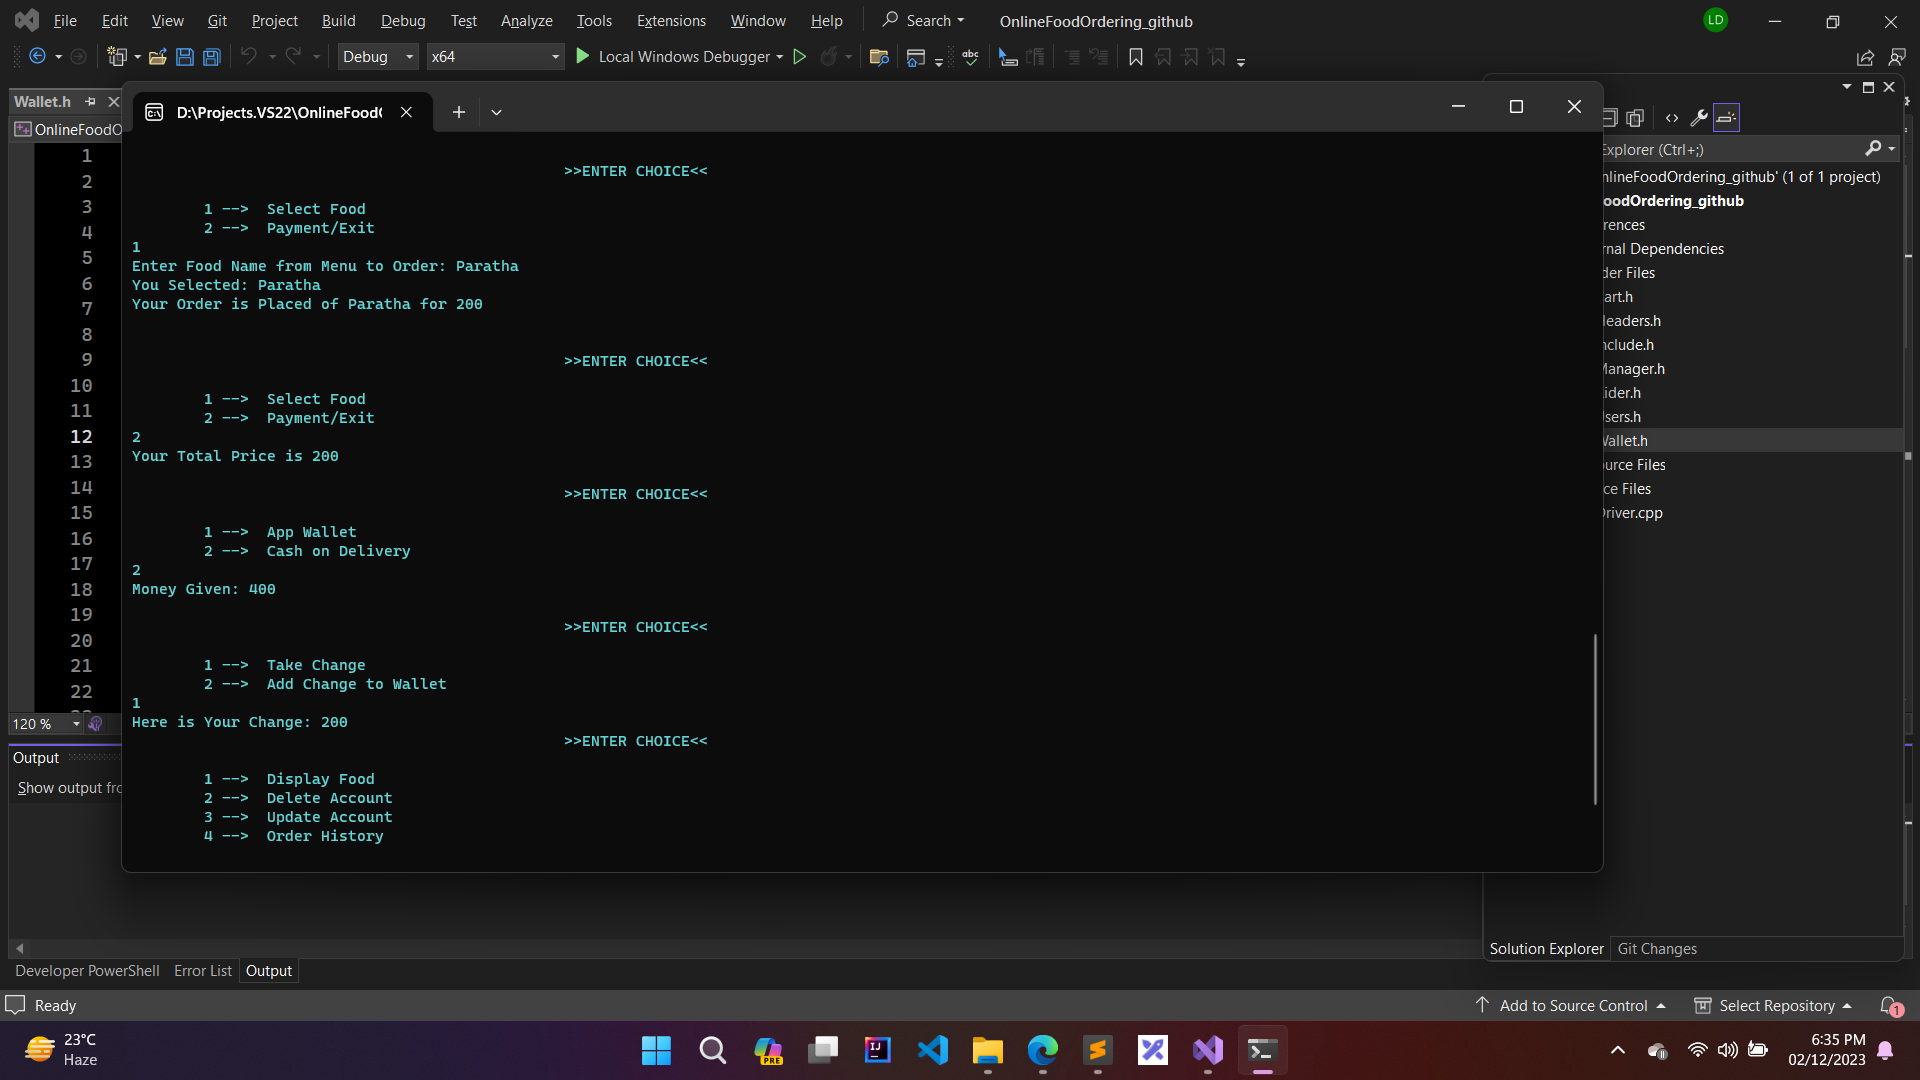 File Edit View Git Project Build Debug Test Analyze Tools Extensions Window Help Search OnlineFoodOrdering_github LD
Debug x64 Local Windows Debugger abc
Wallet.h
D:\Projects.VS22\OnlineFood
OnlineFoodO
Explorer (Ctrl+;)
nlineFoodOrdering_github' (1 of 1 project)
oodOrdering_github
rences
rnal Dependencies
der Files
art.h
leaders.h
nclude.h
Manager.h
ider.h
sers.h
Wallet.h
urce Files
ce Files
Driver.cpp
1
2
3
4
5
6
7
8
9
10
11
12
13
14
15
16
17
18
19
20
21
22
>>ENTER CHOICE<<
1 --> Select Food
2 --> Payment/Exit
1
Enter Food Name from Menu to Order: Paratha
You Selected: Paratha
Your Order is Placed of Paratha for 200
>>ENTER CHOICE<<
1 --> Select Food
2 --> Payment/Exit
2
Your Total Price is 200
>>ENTER CHOICE<<
1 --> App Wallet
2 --> Cash on Delivery
2
Money Given: 400
>>ENTER CHOICE<<
1 --> Take Change
2 --> Add Change to Wallet
1
Here is Your Change: 200
>>ENTER CHOICE<<
1 --> Display Food
2 --> Delete Account
3 --> Update Account
4 --> Order History
120 %
Output
Show output fro
Solution Explorer Git Changes
Developer PowerShell Error List Output
Ready Add to Source Control Select Repository 1
23°C
Haze
PRE
IJ
6:35 PM
02/12/2023